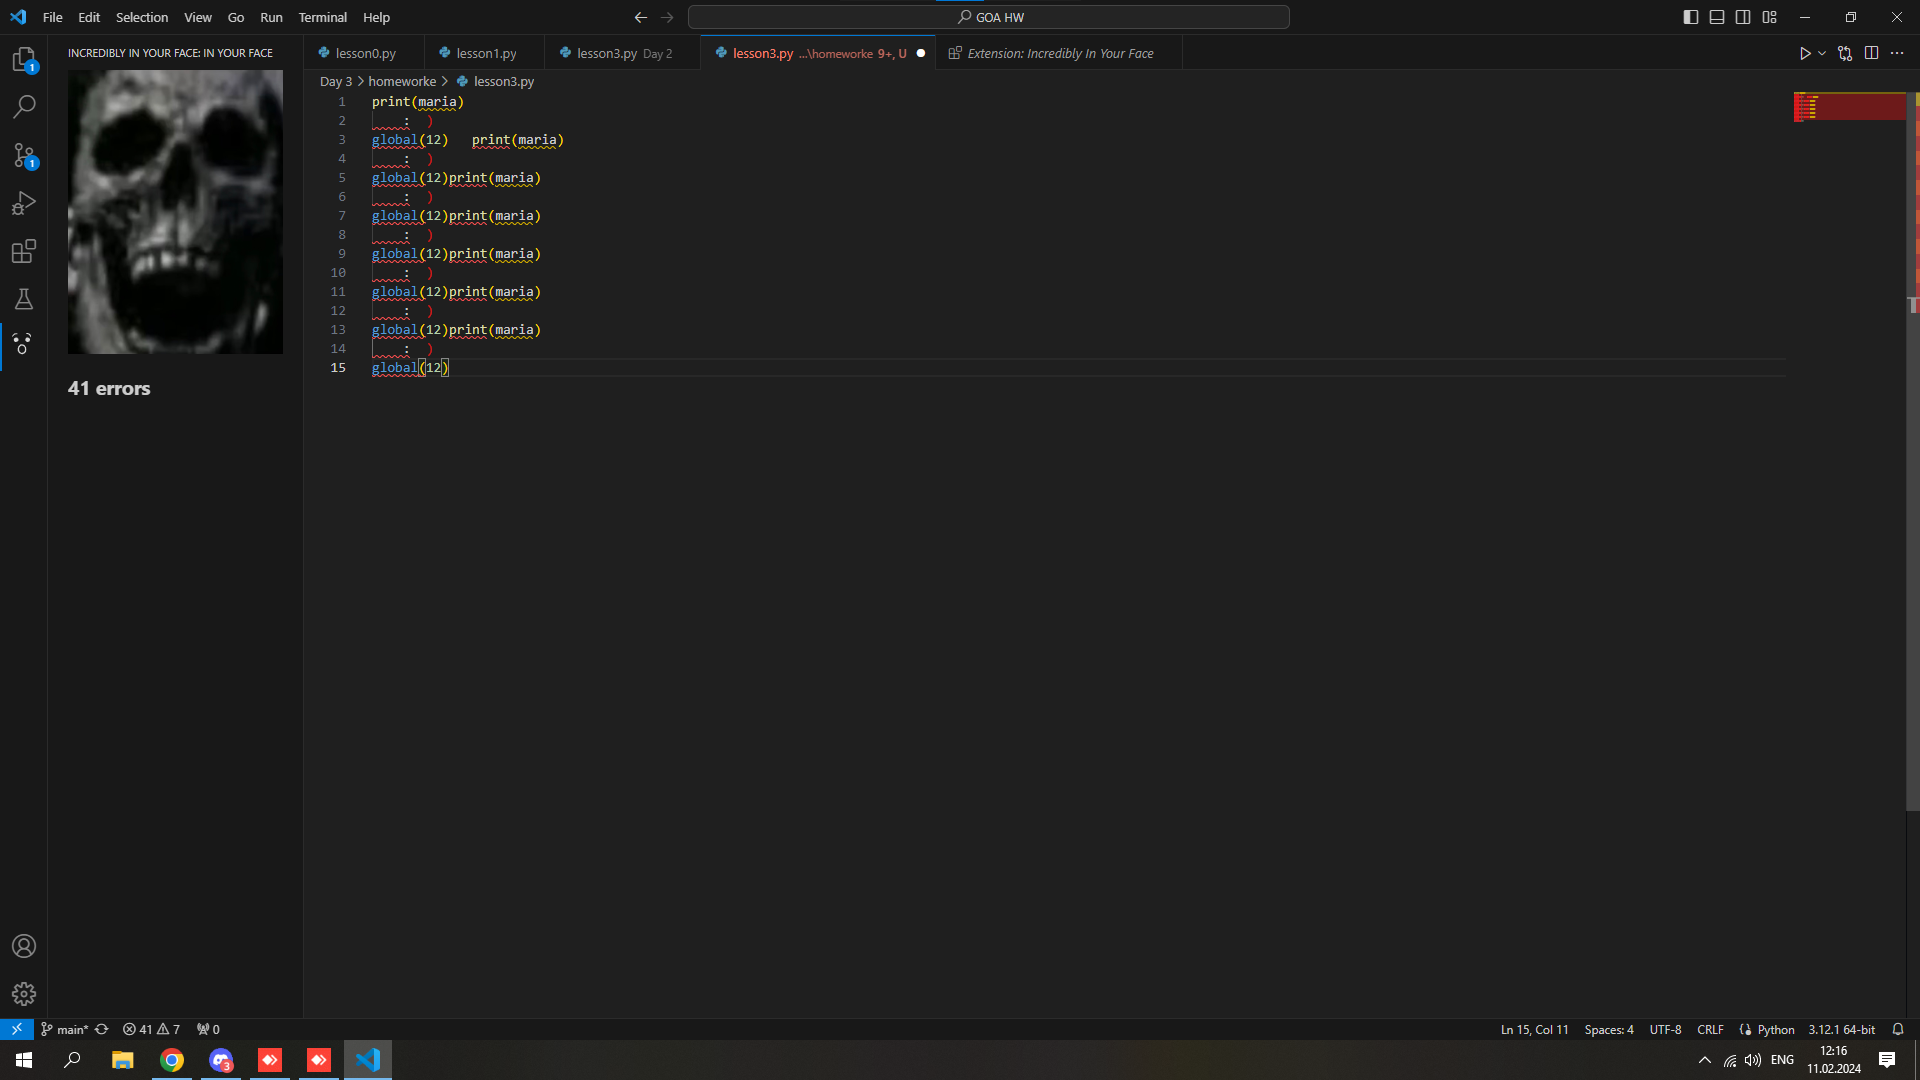 File Edit Selection View Go Run Terminal Help
GOA HW
INCREDIBLY IN YOUR FACE: IN YOUR FACE
lesson0.py
lesson1.py
lesson3.py Day 2
lesson3.py ...\homeworke 9+, U
Extension: Incredibly In Your Face
Day 3 > homeworke > lesson3.py
1 print(maria)
2 : )
3 global(12) print(maria)
4 : )
5 global(12)print(maria)
6 : )
7 global(12)print(maria)
8 : )
9 global(12)print(maria)
10 : )
11 global(12)print(maria)
12 : )
13 global(12)print(maria)
14 : )
15 global(12)
1
1
41 errors
main* 41 7 0
Ln 15, Col 11 Spaces: 4 UTF-8 CRLF Python 3.12.1 64-bit
3
ENG
12:16
11.02.2024